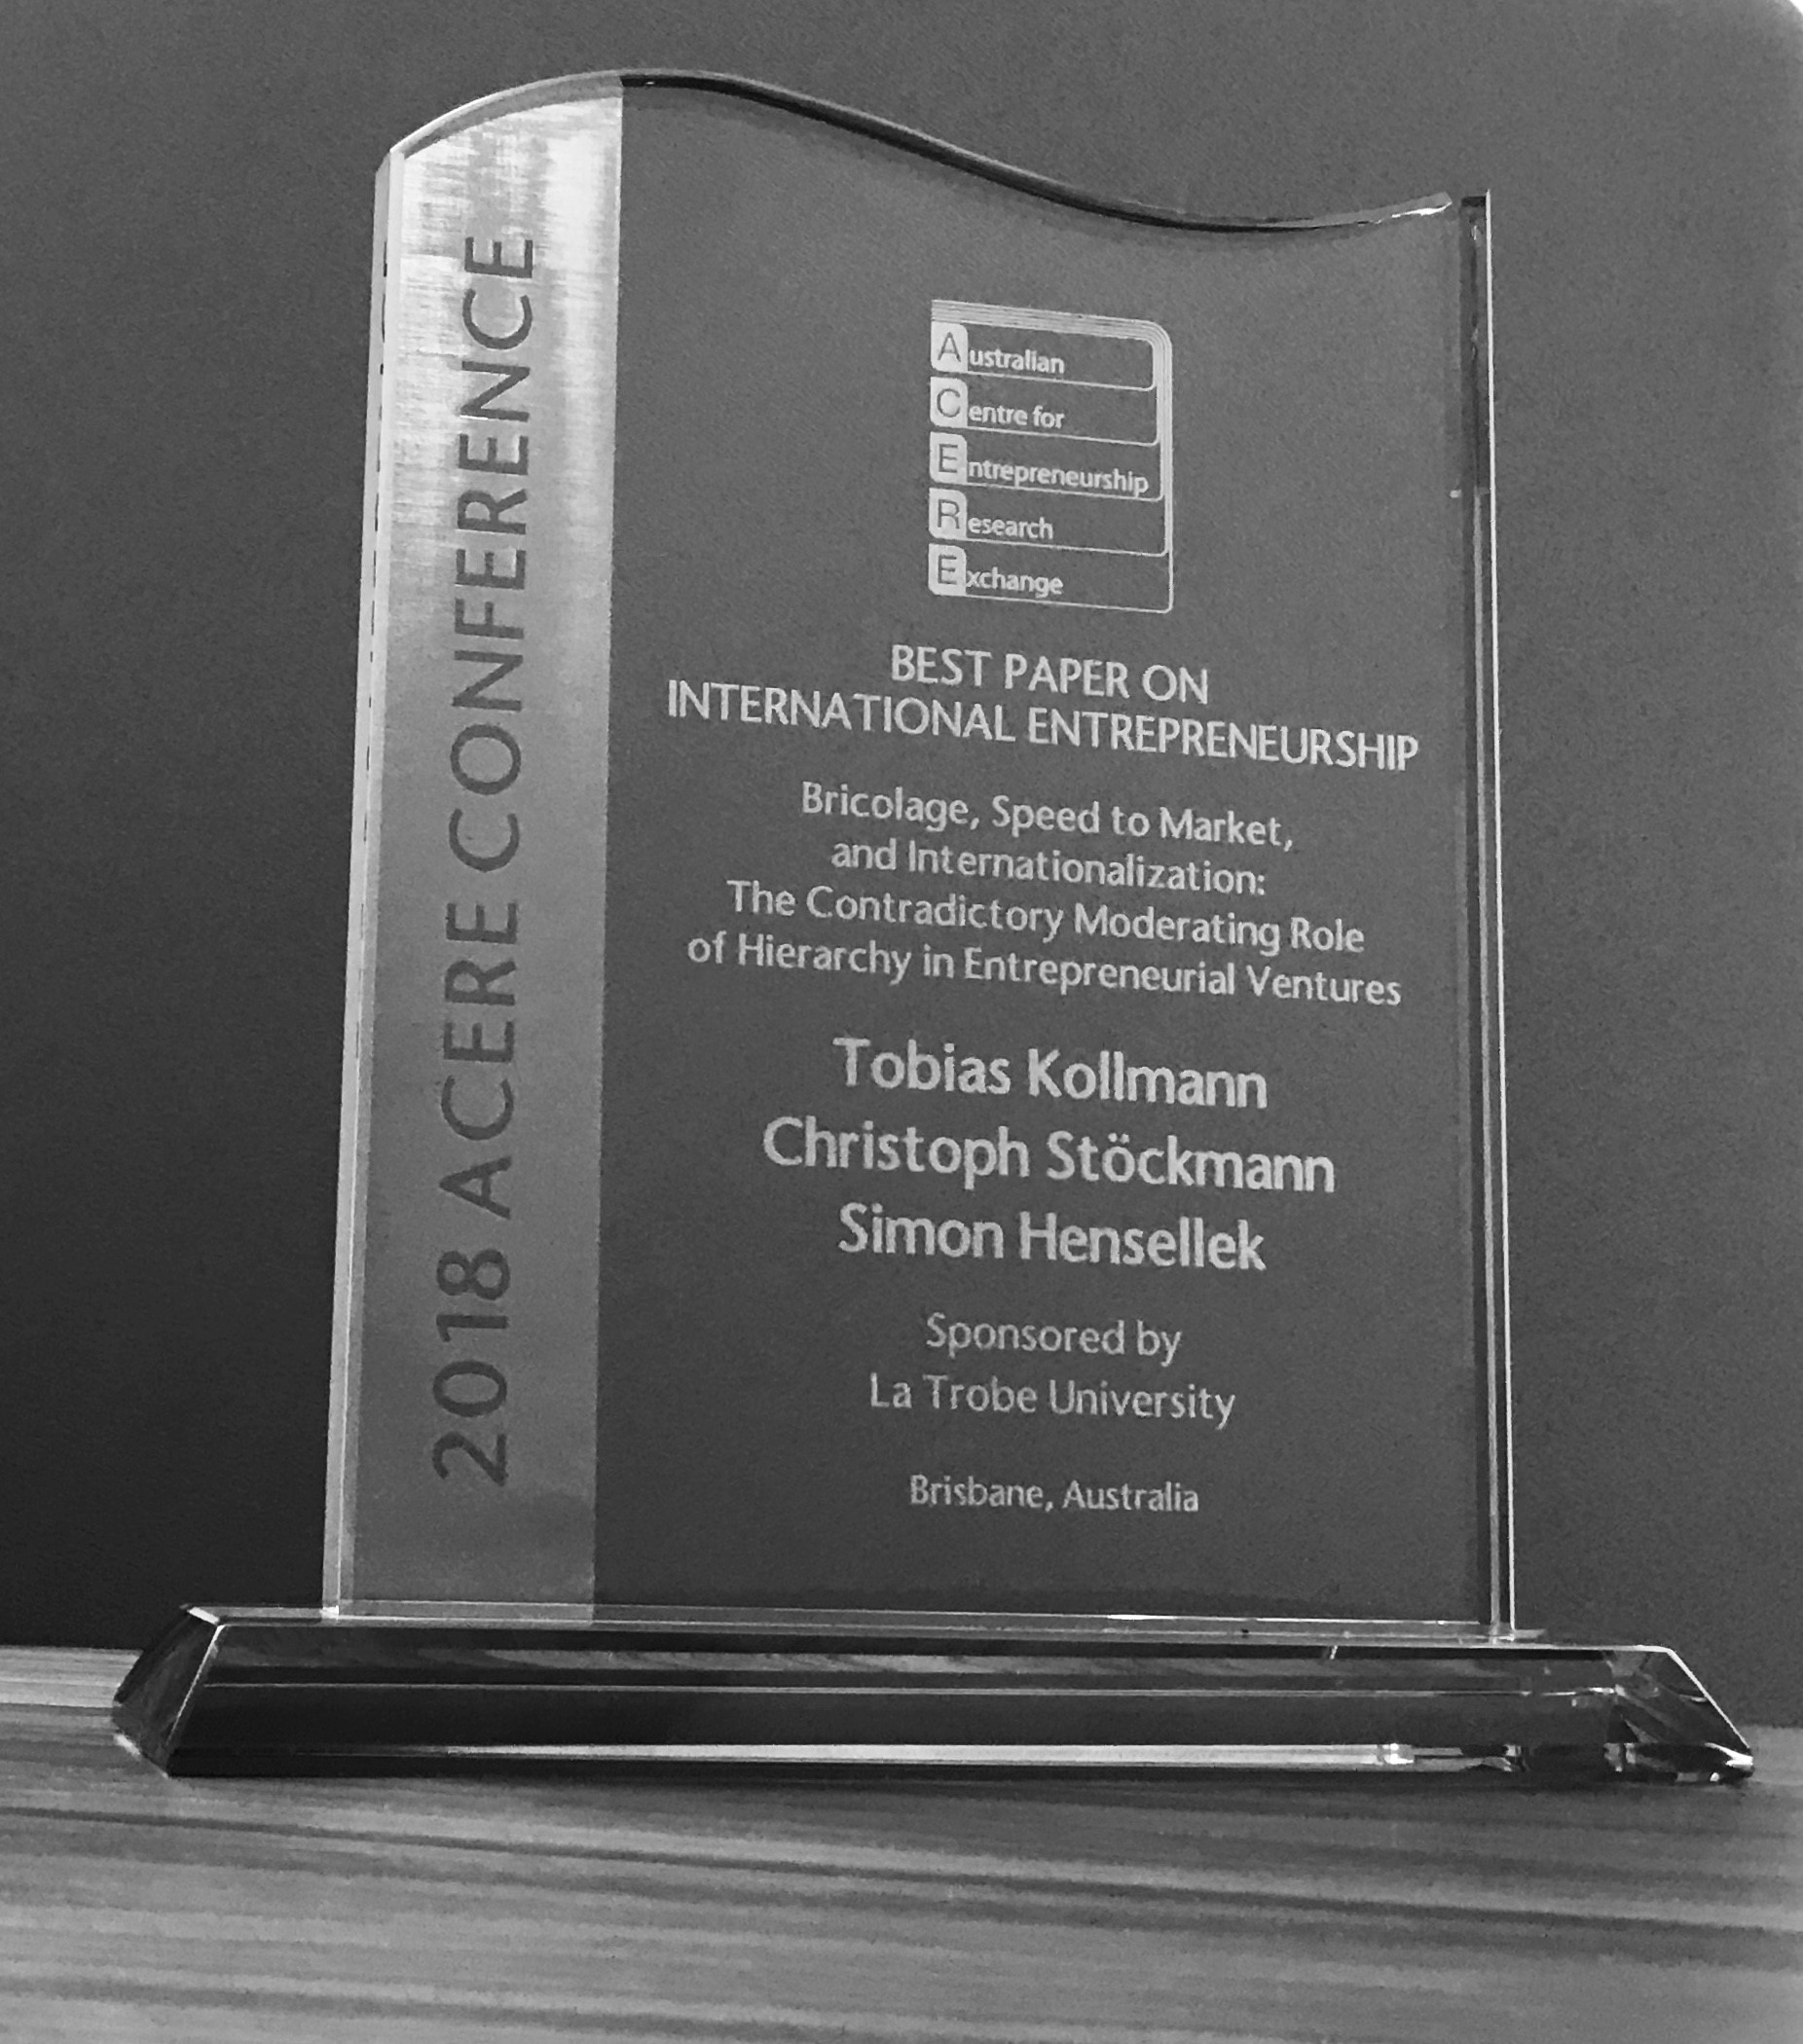 2018 ACERE CONFERENCE
Australian
Centre for
Entrepreneurship
Research
Exchange
BEST PAPER ON
INTERNATIONAL ENTREPRENEURSHIP
Bricolage, Speed to Market,
and Internationalization:
The Contradictory Moderating Role
of Hierarchy in Entrepreneurial Ventures
Tobias Kollmann
Christoph Stöckmann
Simon Hensellek
Sponsored by
La Trobe University
Brisbane, Australia